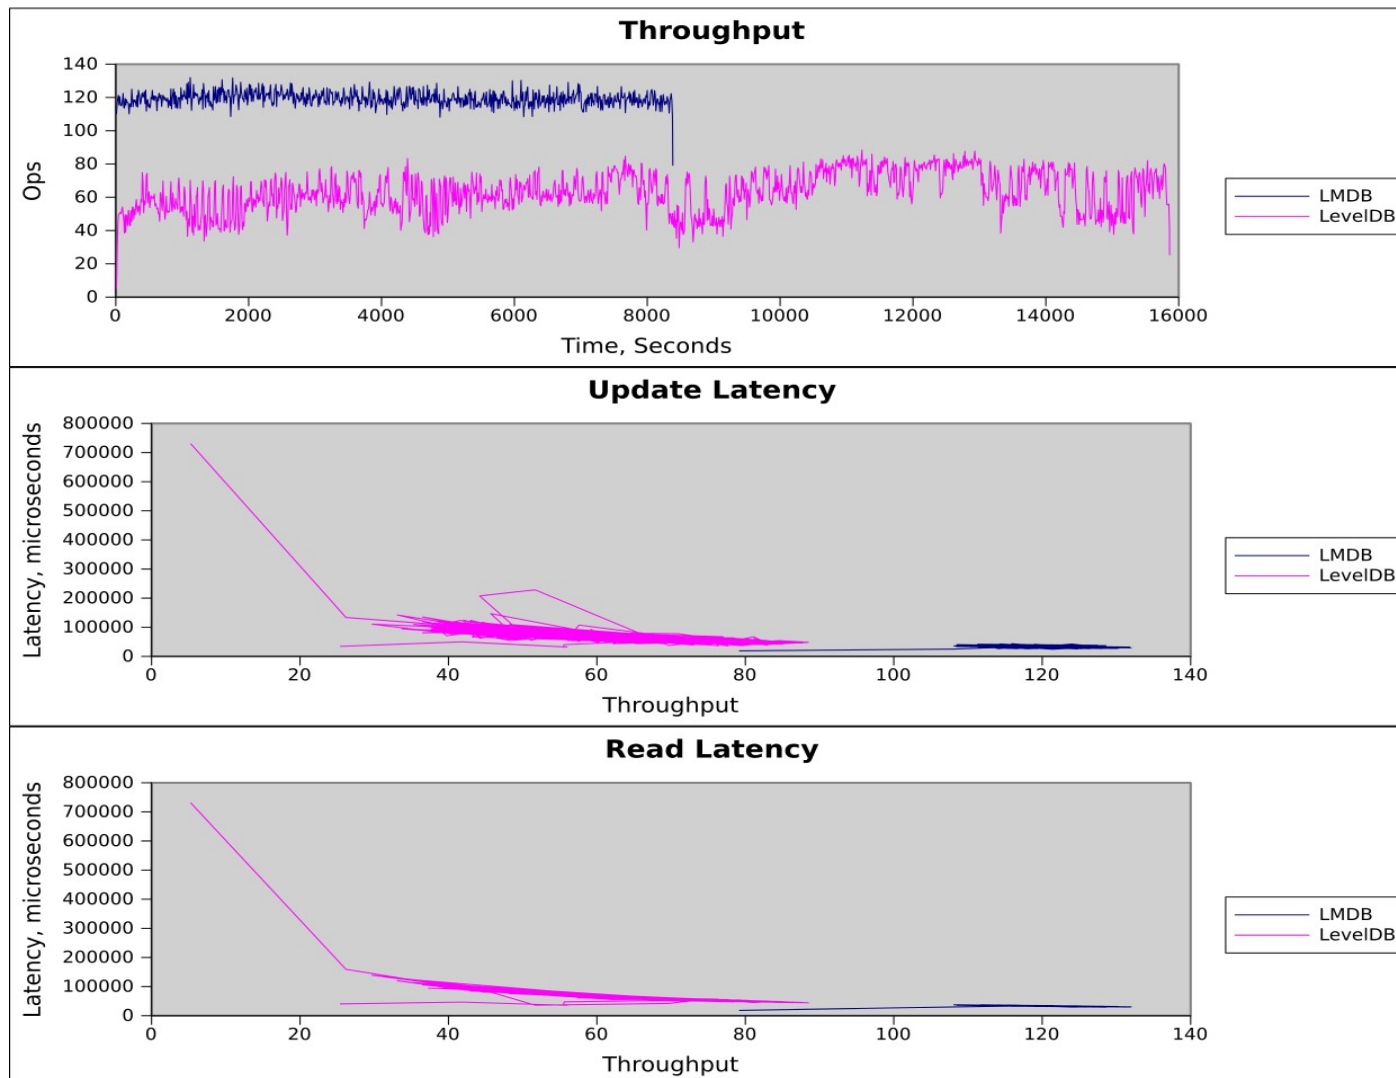 Throughput
140
120
100
80
60
40
20
0
Ops
0 2000 4000 6000 8000 10000 12000 14000 16000
Time, Seconds
LMDB
LevelDB
Update Latency
800000
700000
600000
500000
400000
300000
200000
100000
0
Latency, microseconds
0 20 40 60 80 100 120 140
Throughput
LMDB
LevelDB
Read Latency
800000
700000
600000
500000
400000
300000
200000
100000
0
Latency, microseconds
0 20 40 60 80 100 120 140
Throughput
LMDB
LevelDB